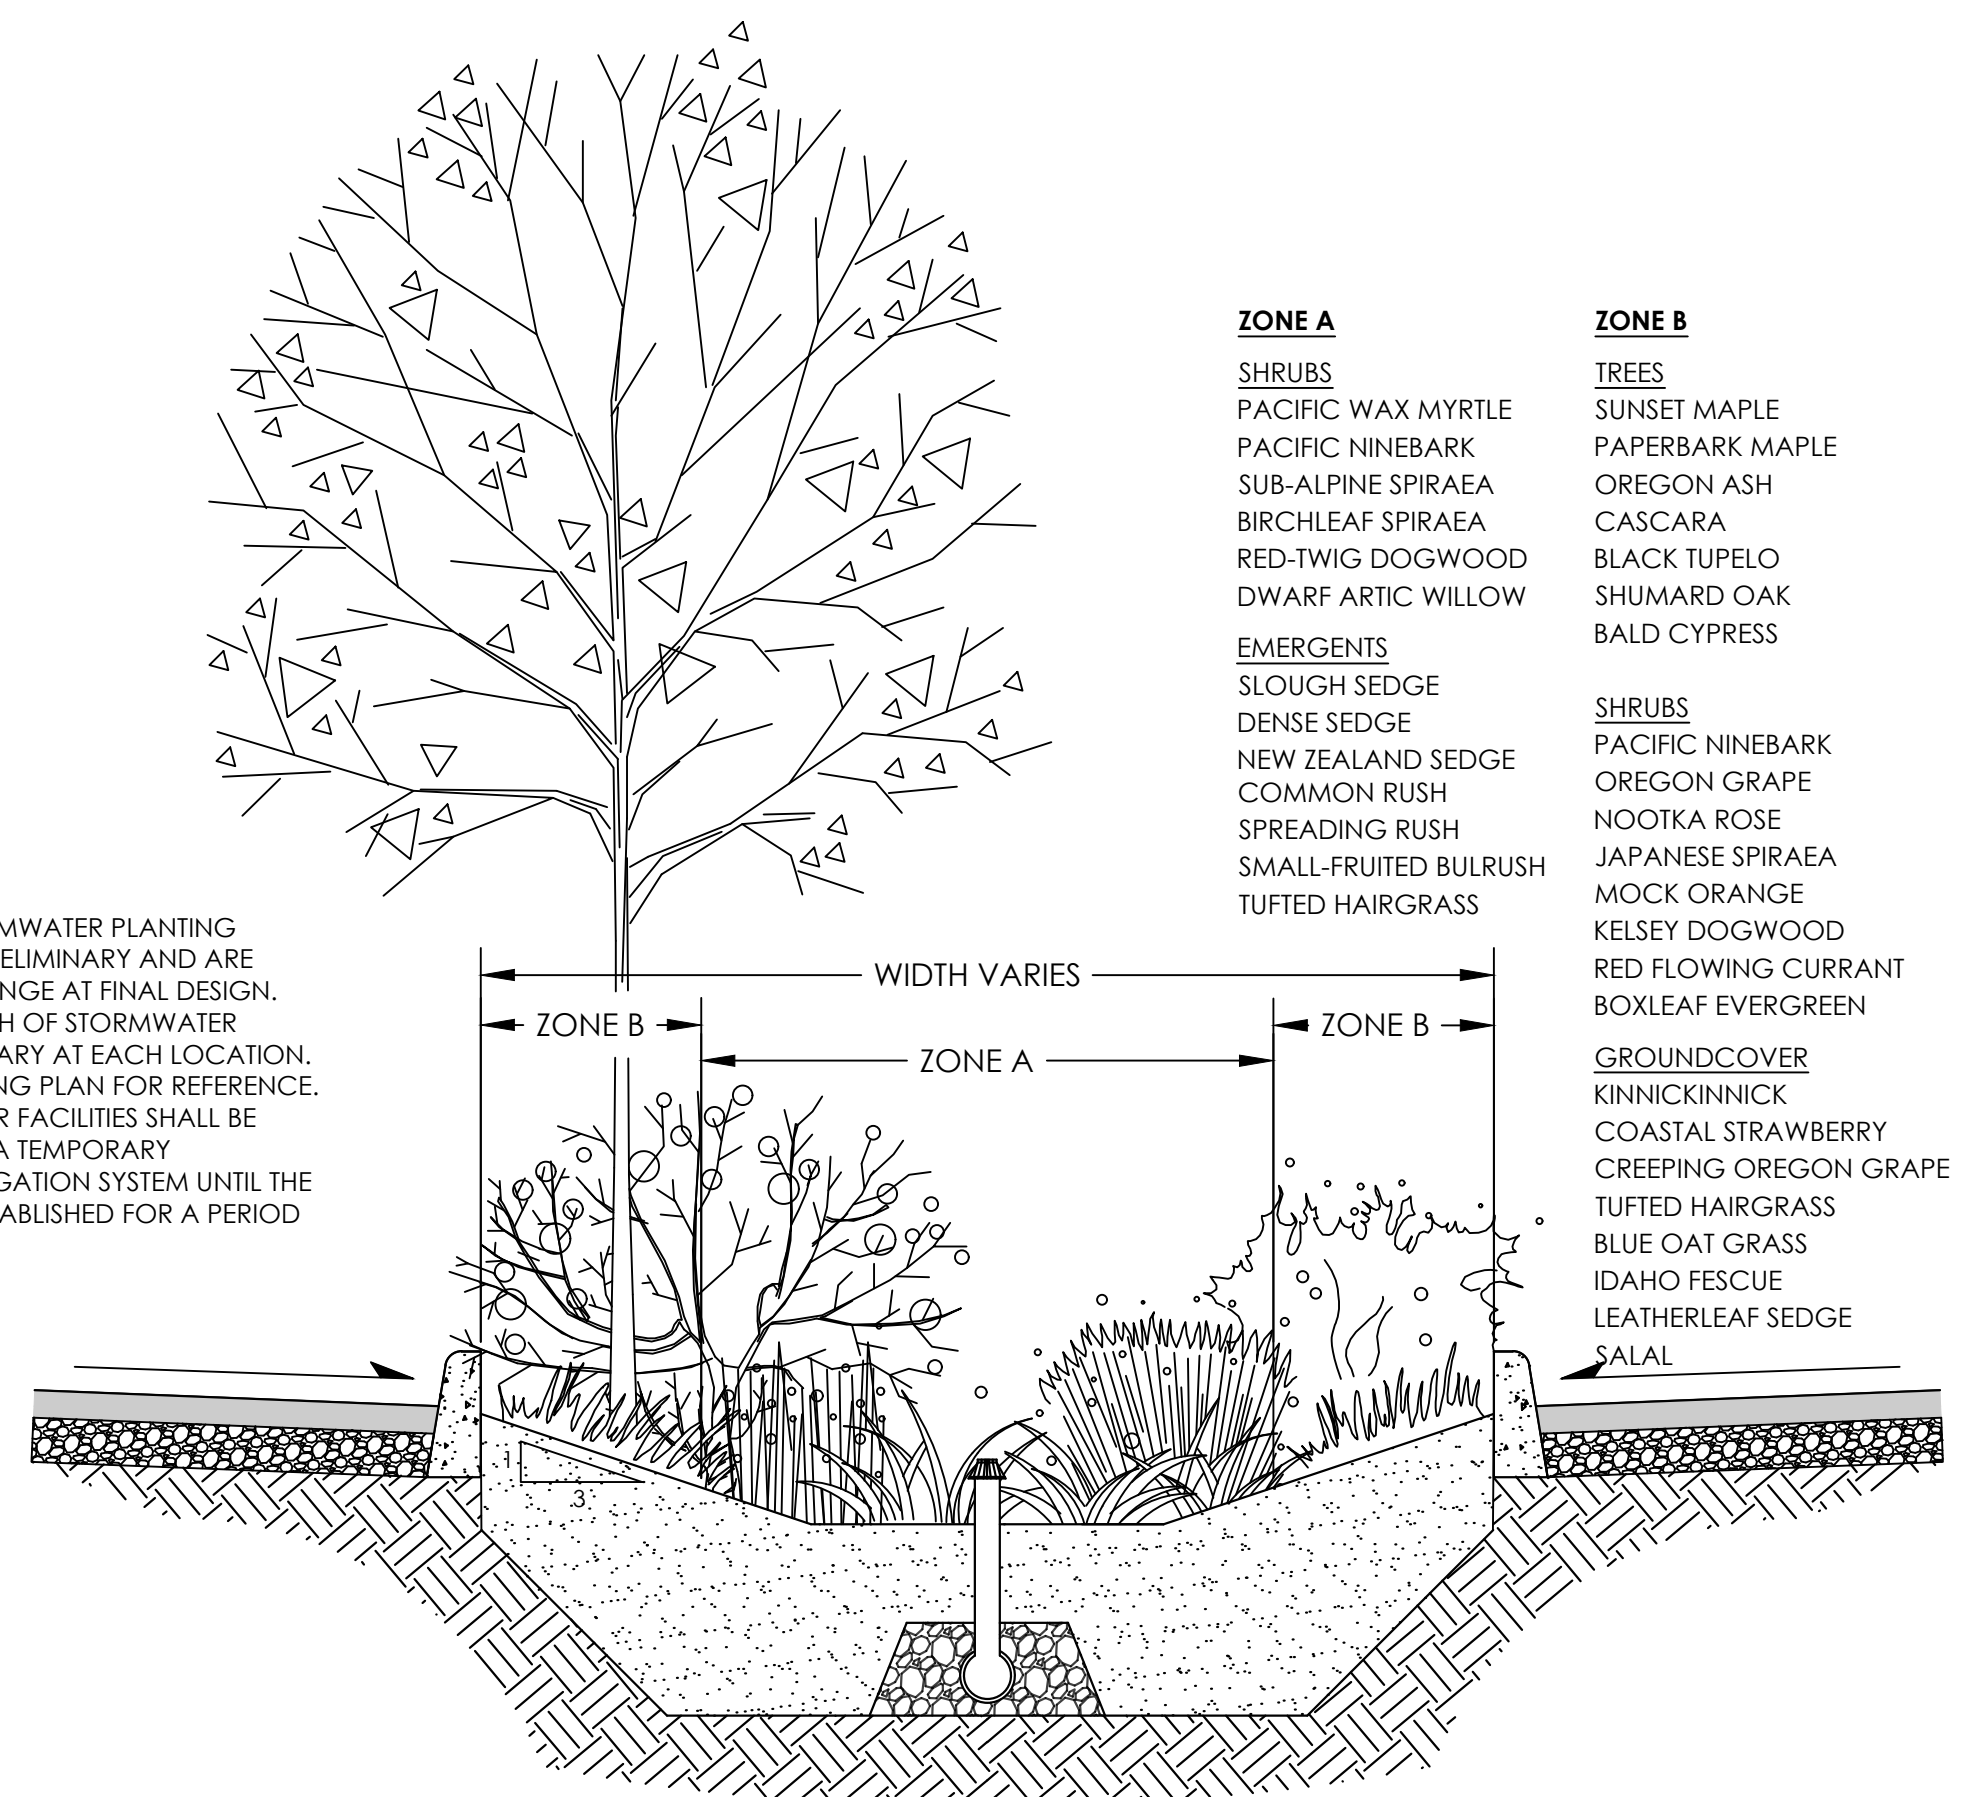 ZONE A
SHRUBS
PACIFIC WAX MYRTLE
PACIFIC NINEBARK
SUB-ALPINE SPIRAEA
BIRCHLEAF SPIRAEA
RED-TWIG DOGWOOD
DWARF ARTIC WILLOW
EMERGENTS
SLOUGH SEDGE
DENSE SEDGE
NEW ZEALAND SEDGE
COMMON RUSH
SPREADING RUSH
SMALL-FRUITED BULRUSH
TUFTED HAIRGRASS
ZONE B
TREES
SUNSET MAPLE
PAPERBARK MAPLE
OREGON ASH
CASCARA
BLACK TUPELO
SHUMARD OAK
BALD CYPRESS
SHRUBS
PACIFIC NINEBARK
OREGON GRAPE
NOOTKA ROSE
JAPANESE SPIRAEA
MOCK ORANGE
KELSEY DOGWOOD
RED FLOWING CURRANT
BOXLEAF EVERGREEN
GROUNDCOVER
KINNICKINNICK
COASTAL STRAWBERRY
CREEPING OREGON GRAPE
TUFTED HAIRGRASS
BLUE OAT GRASS
IDAHO FESCUE
LEATHERLEAF SEDGE
SALAL
MWATER PLANTING
ELIMINARY AND ARE
NGE AT FINAL DESIGN.
H OF STORMWATER
ARY AT EACH LOCATION.
NG PLAN FOR REFERENCE.
R FACILITIES SHALL BE
A TEMPORARY
GATION SYSTEM UNTIL THE
ABLISHED FOR A PERIOD
WIDTH VARIES
ZONE B
ZONE B
ZONE A
1
3